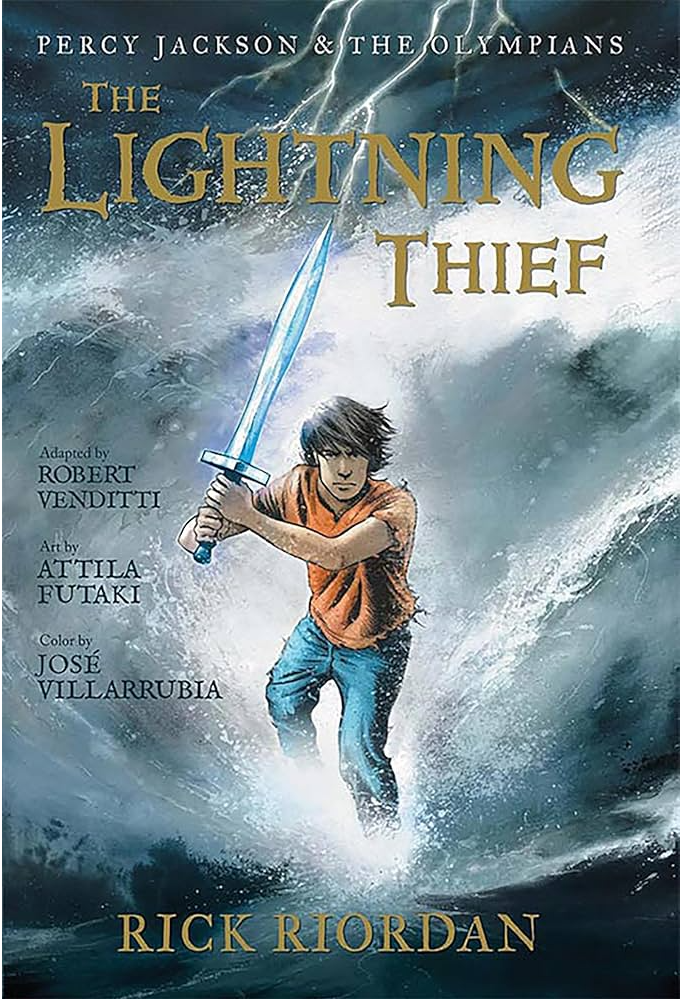 PERCY JACKSON & THE OLYMPIANS
THE
LIGHTNING
THIEF
Adapted by
ROBERT
VENDITTI
Art by
ATTILA
FUTAKI
Color by
JOSÉ
VILLARRUBIA
RICK RIORDAN